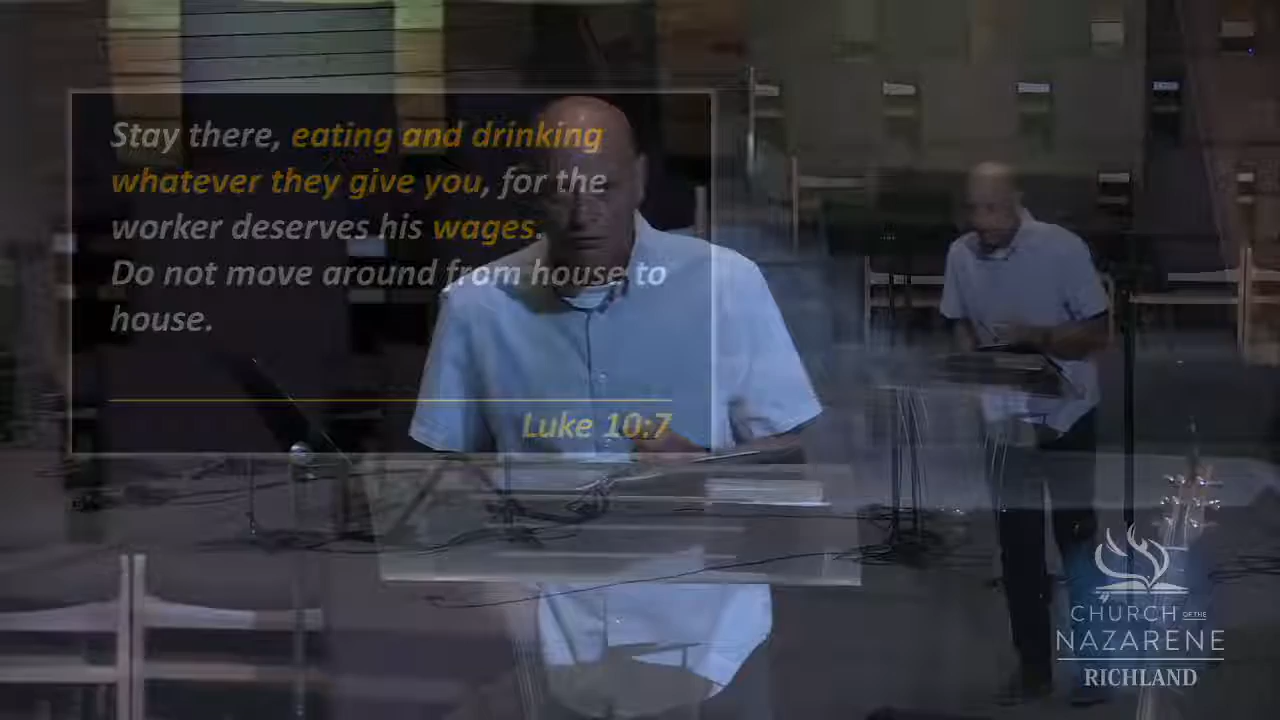 Stay there, eating and drinking
whatever they give you, for the
worker deserves his wages.
Do not move around from house to
house.
Luke 10:7
CHURCH OF THE
NAZARENE
RICHLAND